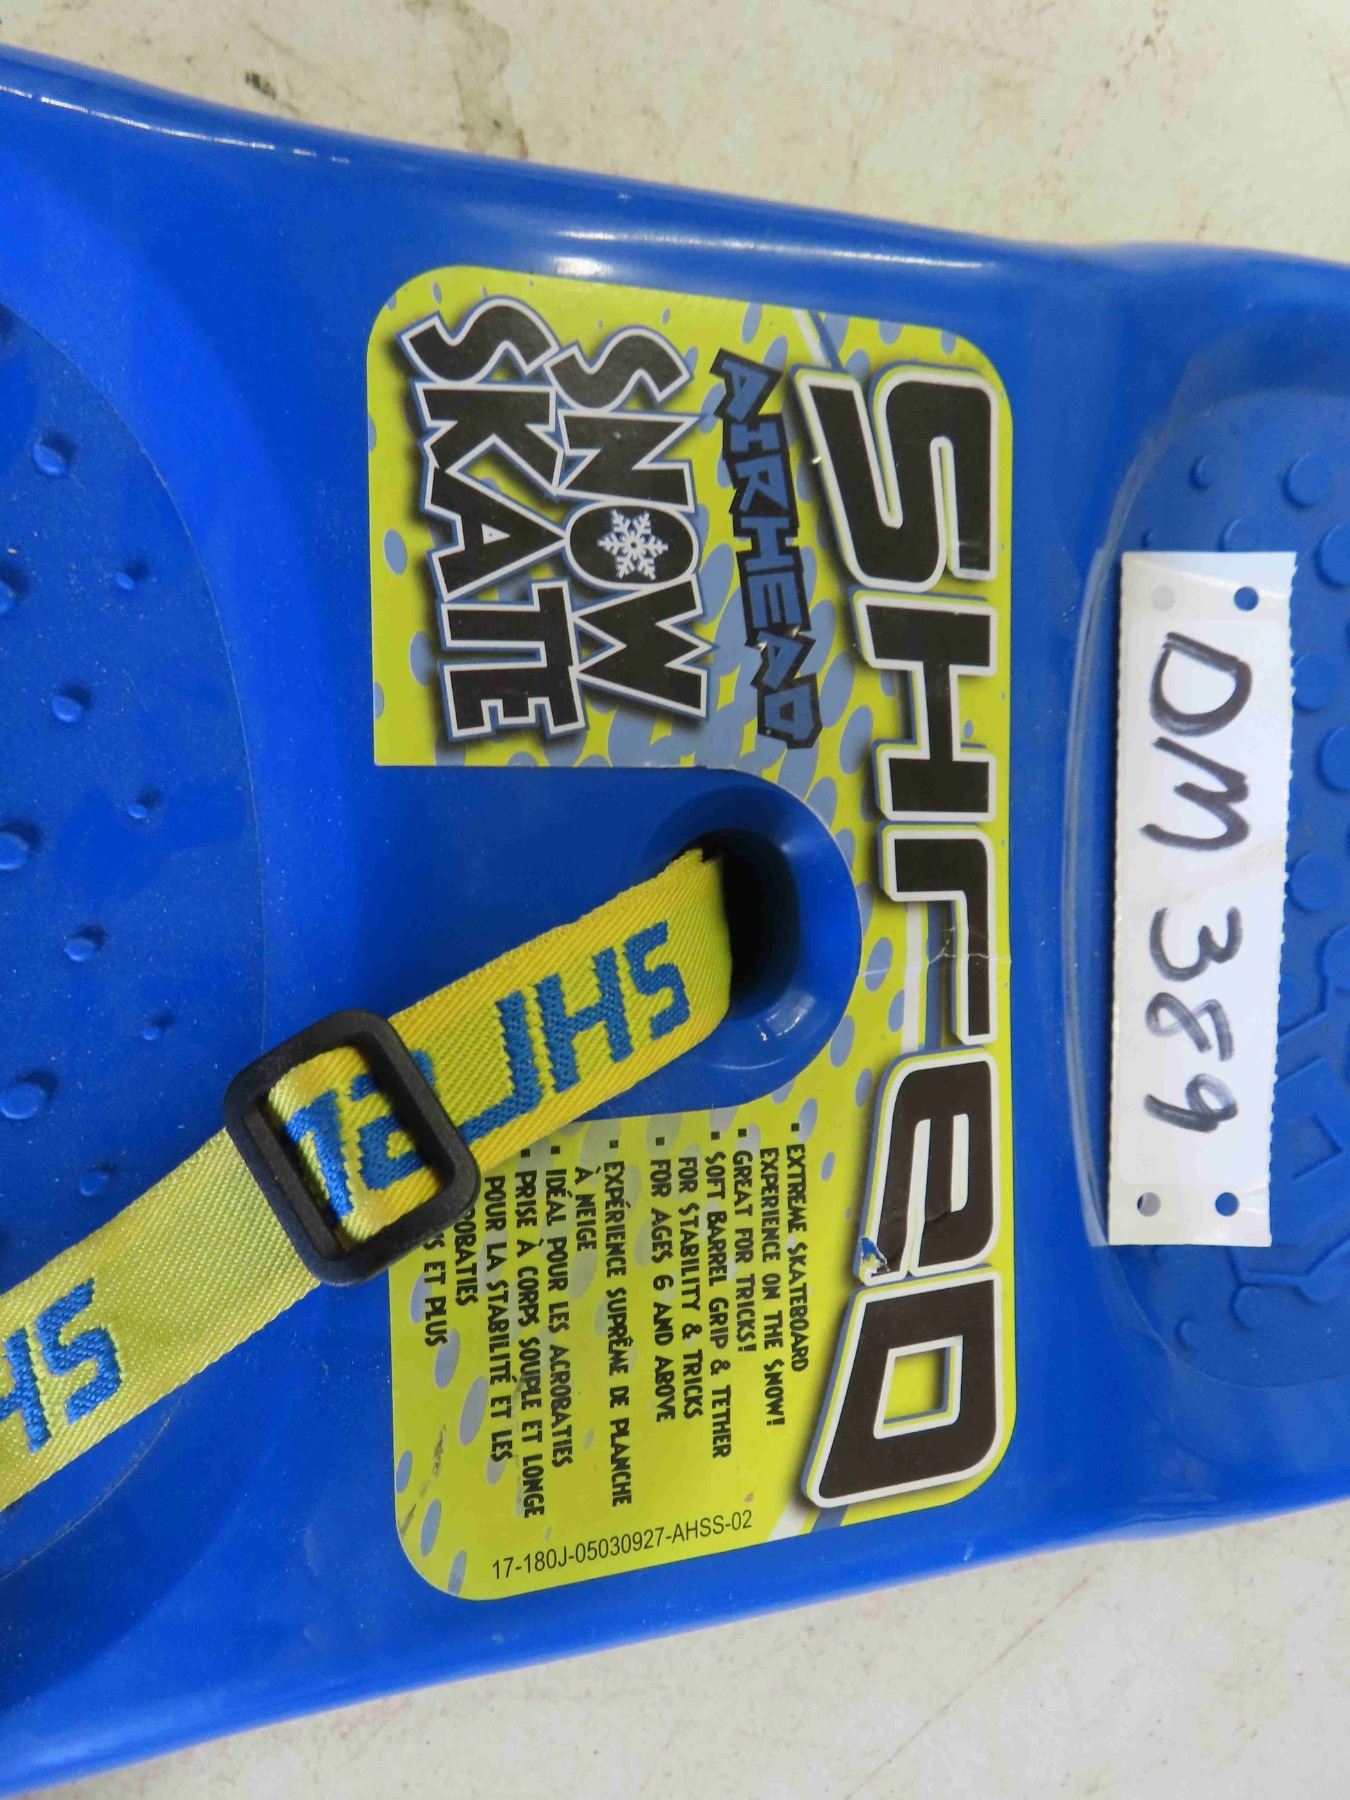 DM 389
SHreD
AIRHEAD
SNOW
SKATE
▪ EXTREME SKATEBOARD
EXPERIENCE ON THE SNOW!
▪ GREAT FOR TRICKS!
▪ SOFT BARREL GRIP & TETHER
FOR STABILITY & TRICKS
▪ FOR AGES 6 AND ABOVE
▪ EXPÉRIENCE SUPRÊME DE PLANCHE
À NEIGE
▪ IDÉAL POUR LES ACROBATIES
▪ PRISE À CORPS SOUPLE ET LONGE
POUR LA STABILITÉ ET LES
ET PLUS
17-180J-05030927-AHSS-02
SHreD
SH